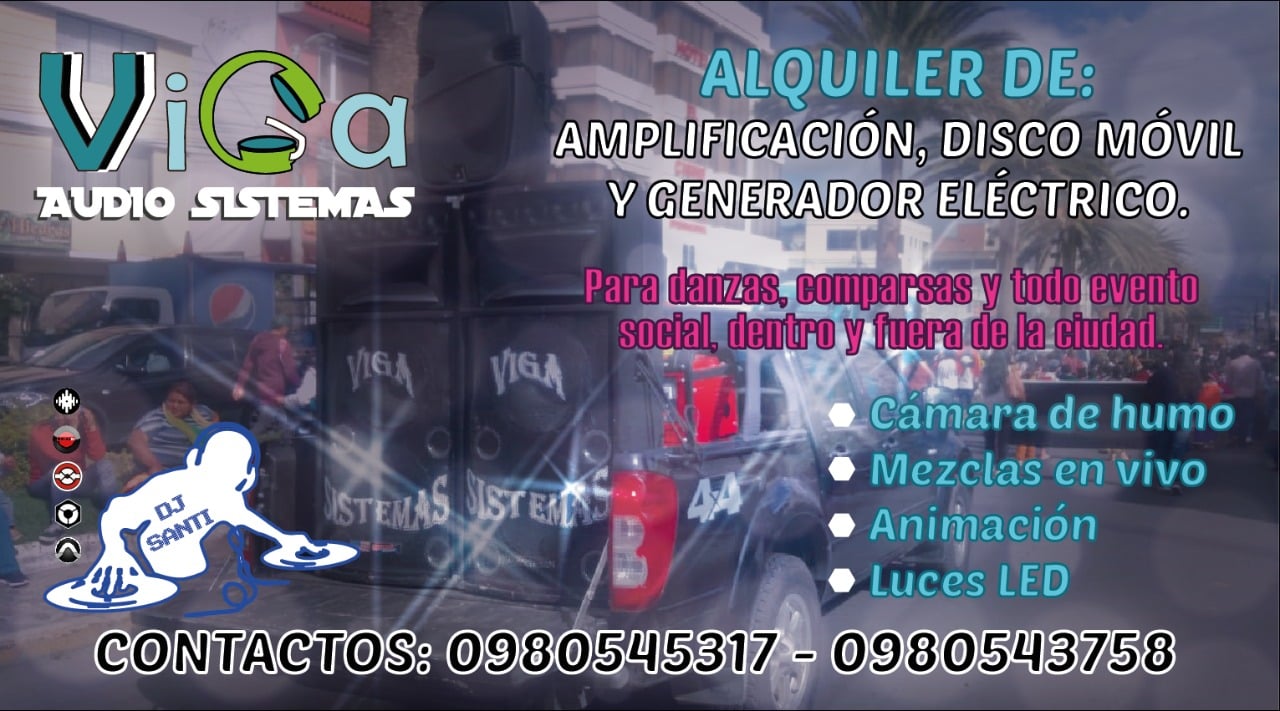 ViGa
AUDIO SISTEMAS
ALQUILER DE:
AMPLIFICACIÓN, DISCO MÓVIL
Y GENERADOR ELÉCTRICO.
Para danzas, comparsas y todo evento
social, dentro y fuera de la ciudad.
Cámara de humo
Mezclas en vivo
Animación
Luces LED
VIGA
VIGA
SISTEMAS
SISTEMAS
4x4
DJ
SANTI
CONTACTOS: 0980545317 - 0980543758